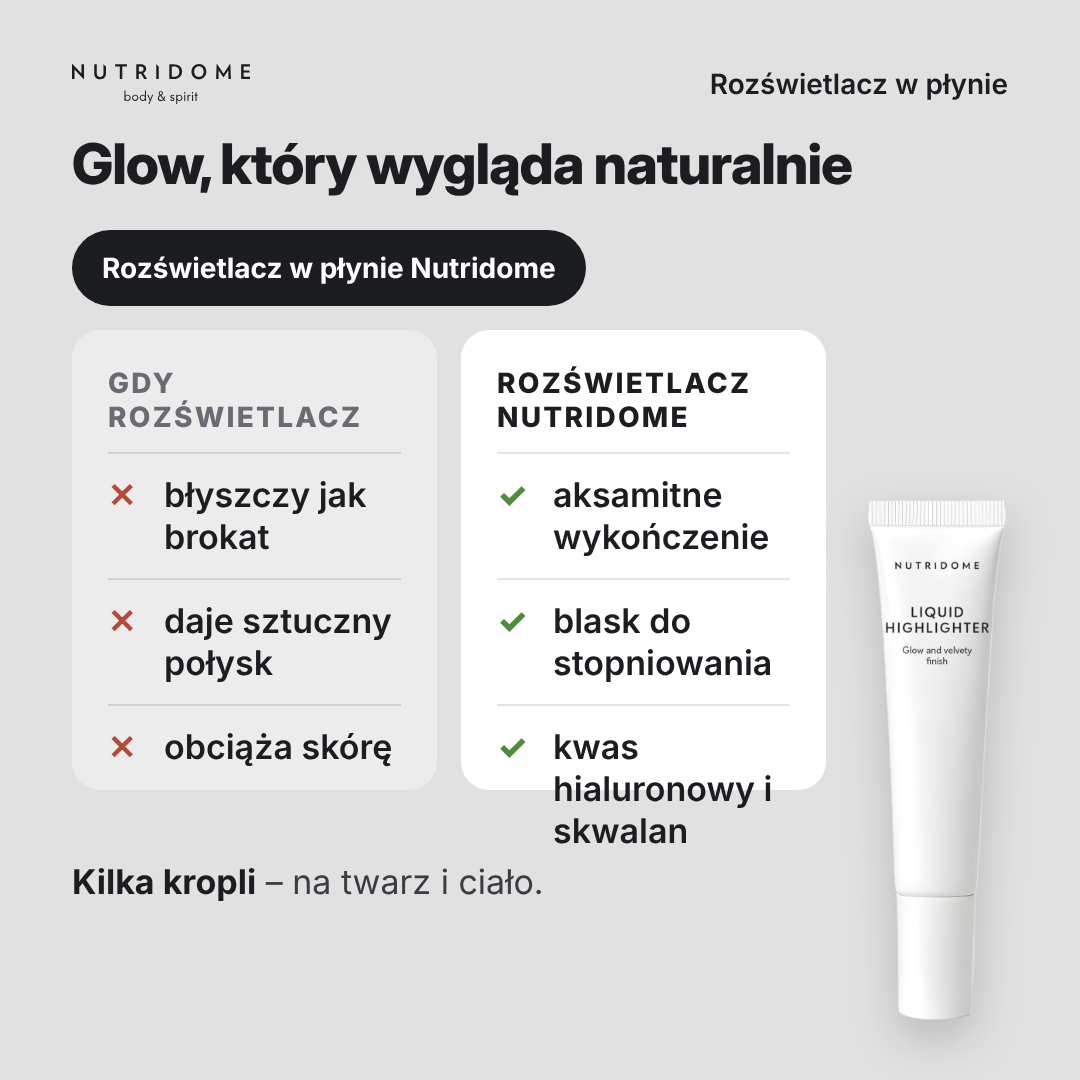 NUTRIDOME
body & spirit
Rozświetlacz w płynie
Glow, który wygląda naturalnie
Rozświetlacz w płynie Nutridome
GDY
ROZŚWIETLACZ
błyszczy jak
brokat
daje sztuczny
połysk
obciąża skórę
ROZŚWIETLACZ
NUTRIDOME
aksamitne
wykończenie
blask do
stopniowania
kwas
hialuronowy i
skwalan
Kilka kropli – na twarz i ciało.
NUTRIDOME
LIQUID
HIGHLIGHTER
Glow and velvety
finish